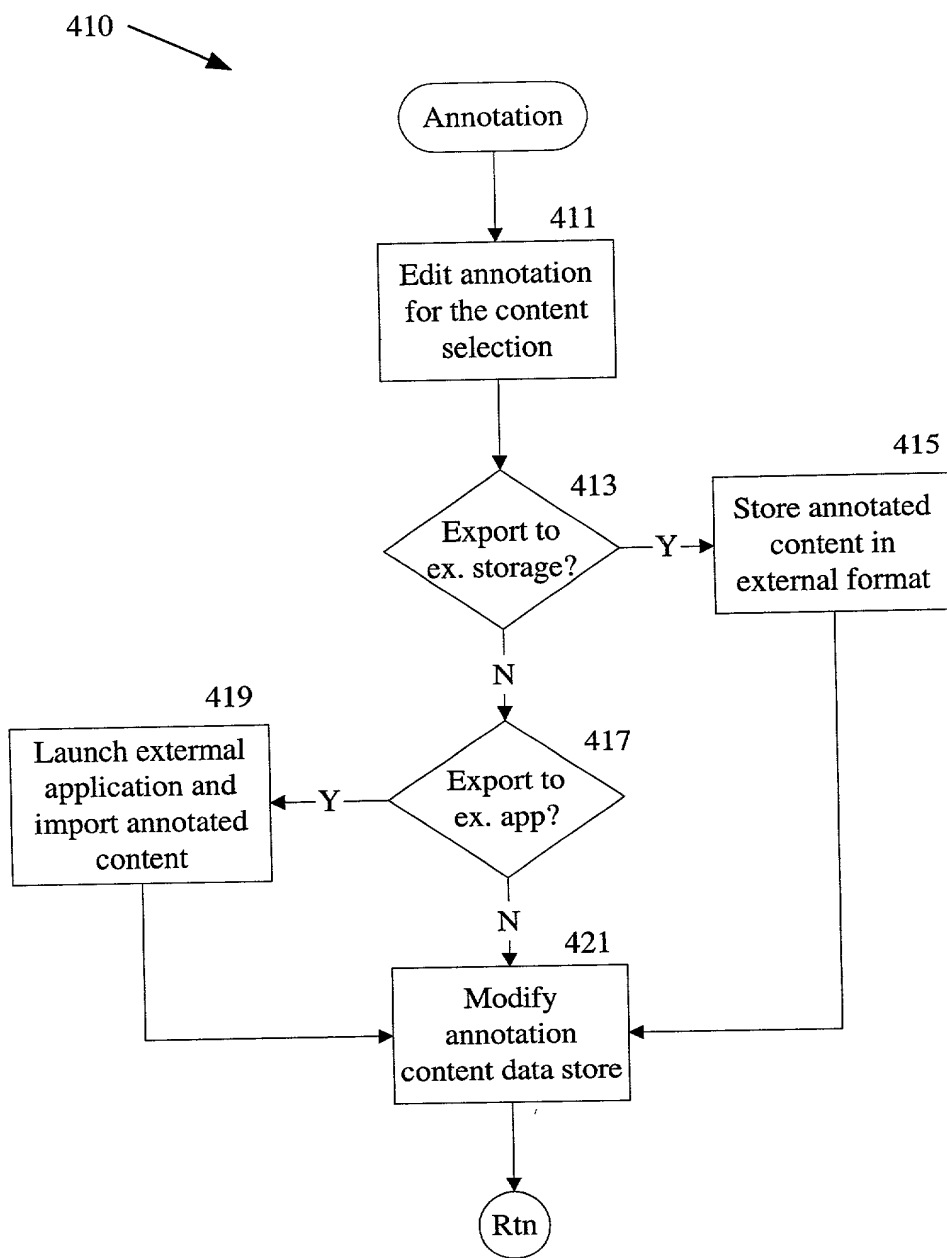 410
Annotation
411
Edit annotation
for the content
selection
413
Export to
ex. storage?
Y
415
Store annotated
content in
external format
N
419
Launch extermal
application and
import annotated
content
Y
417
Export to
ex. app?
N
421
Modify
annotation
content data store
Rtn